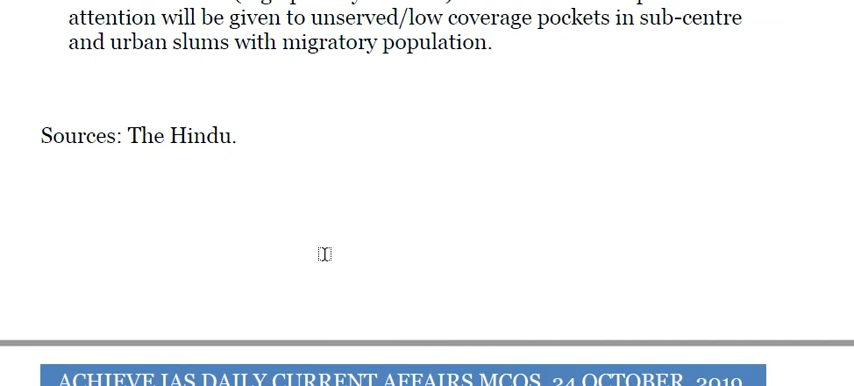 attention will be given to unserved/low coverage pockets in sub-centre
and urban slums with migratory population.
Sources: The Hindu.
ACHIEVE IAS DAILY CURRENT AFFAIRS MCQS, 24 OCTOBER, 2019